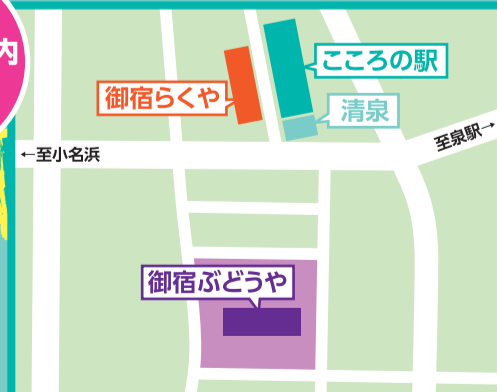 内
こころの駅
御宿らくや
清泉
至泉駅→
←至小名浜
御宿ぶどうや